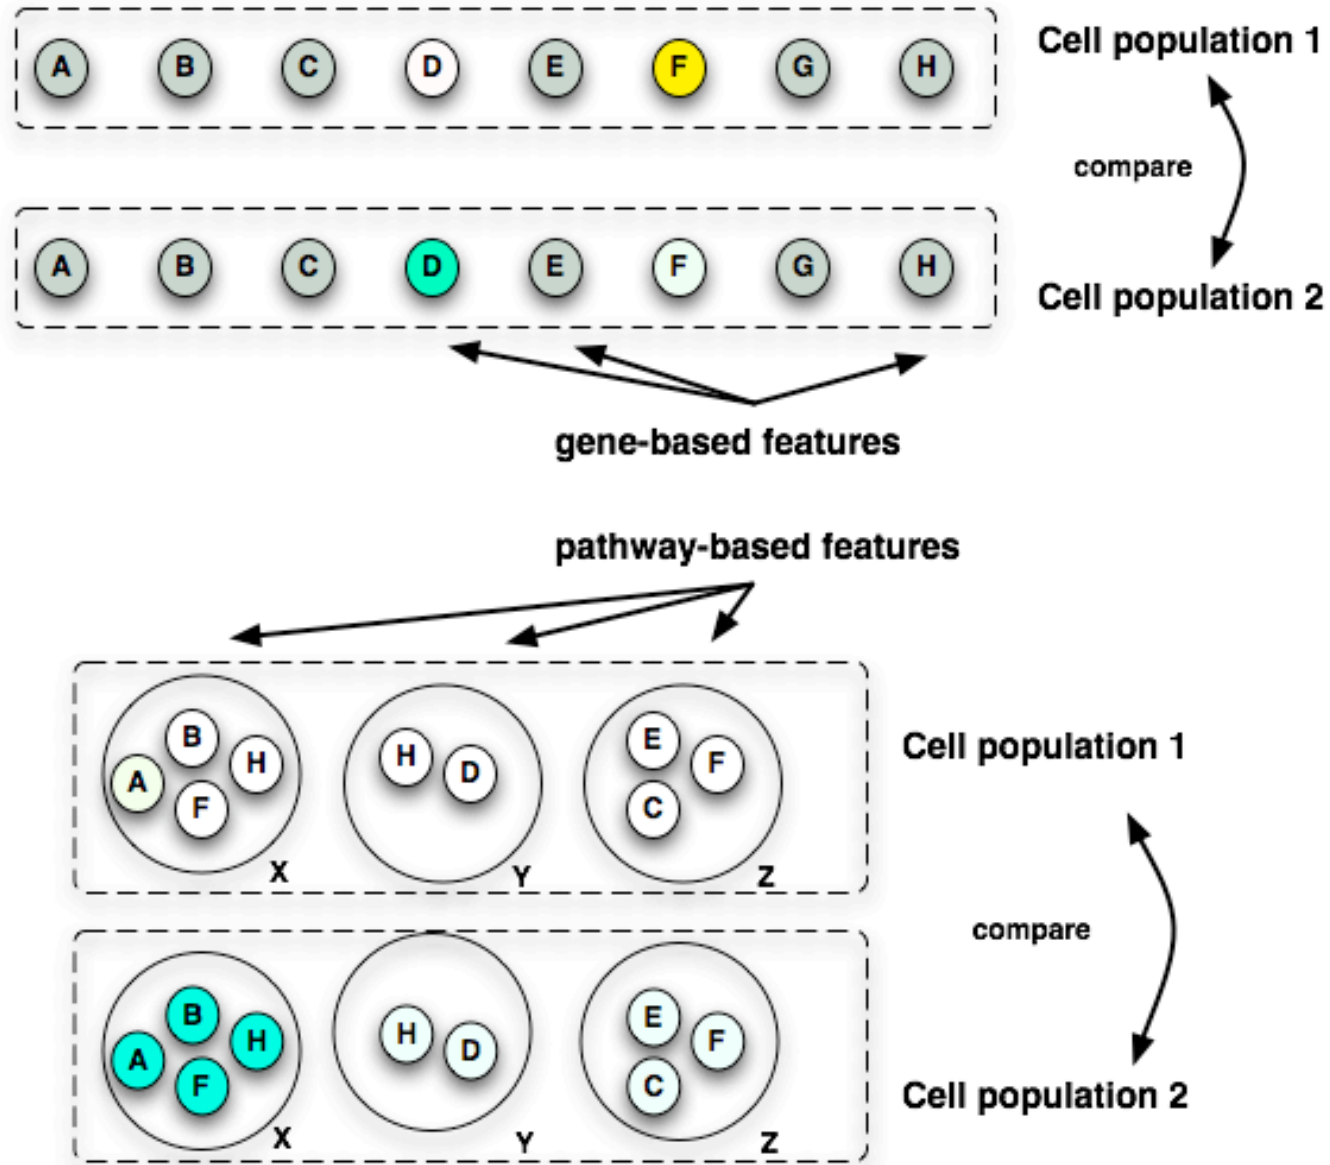 A B C D E F G H
Cell population 1
compare
A B C D E F G H
Cell population 2
gene-based features
pathway-based features
B
H
A
F
X
H
D
Y
E
F
C
Z
Cell population 1
compare
B
H
A
F
X
H
D
Y
E
F
C
Z
Cell population 2